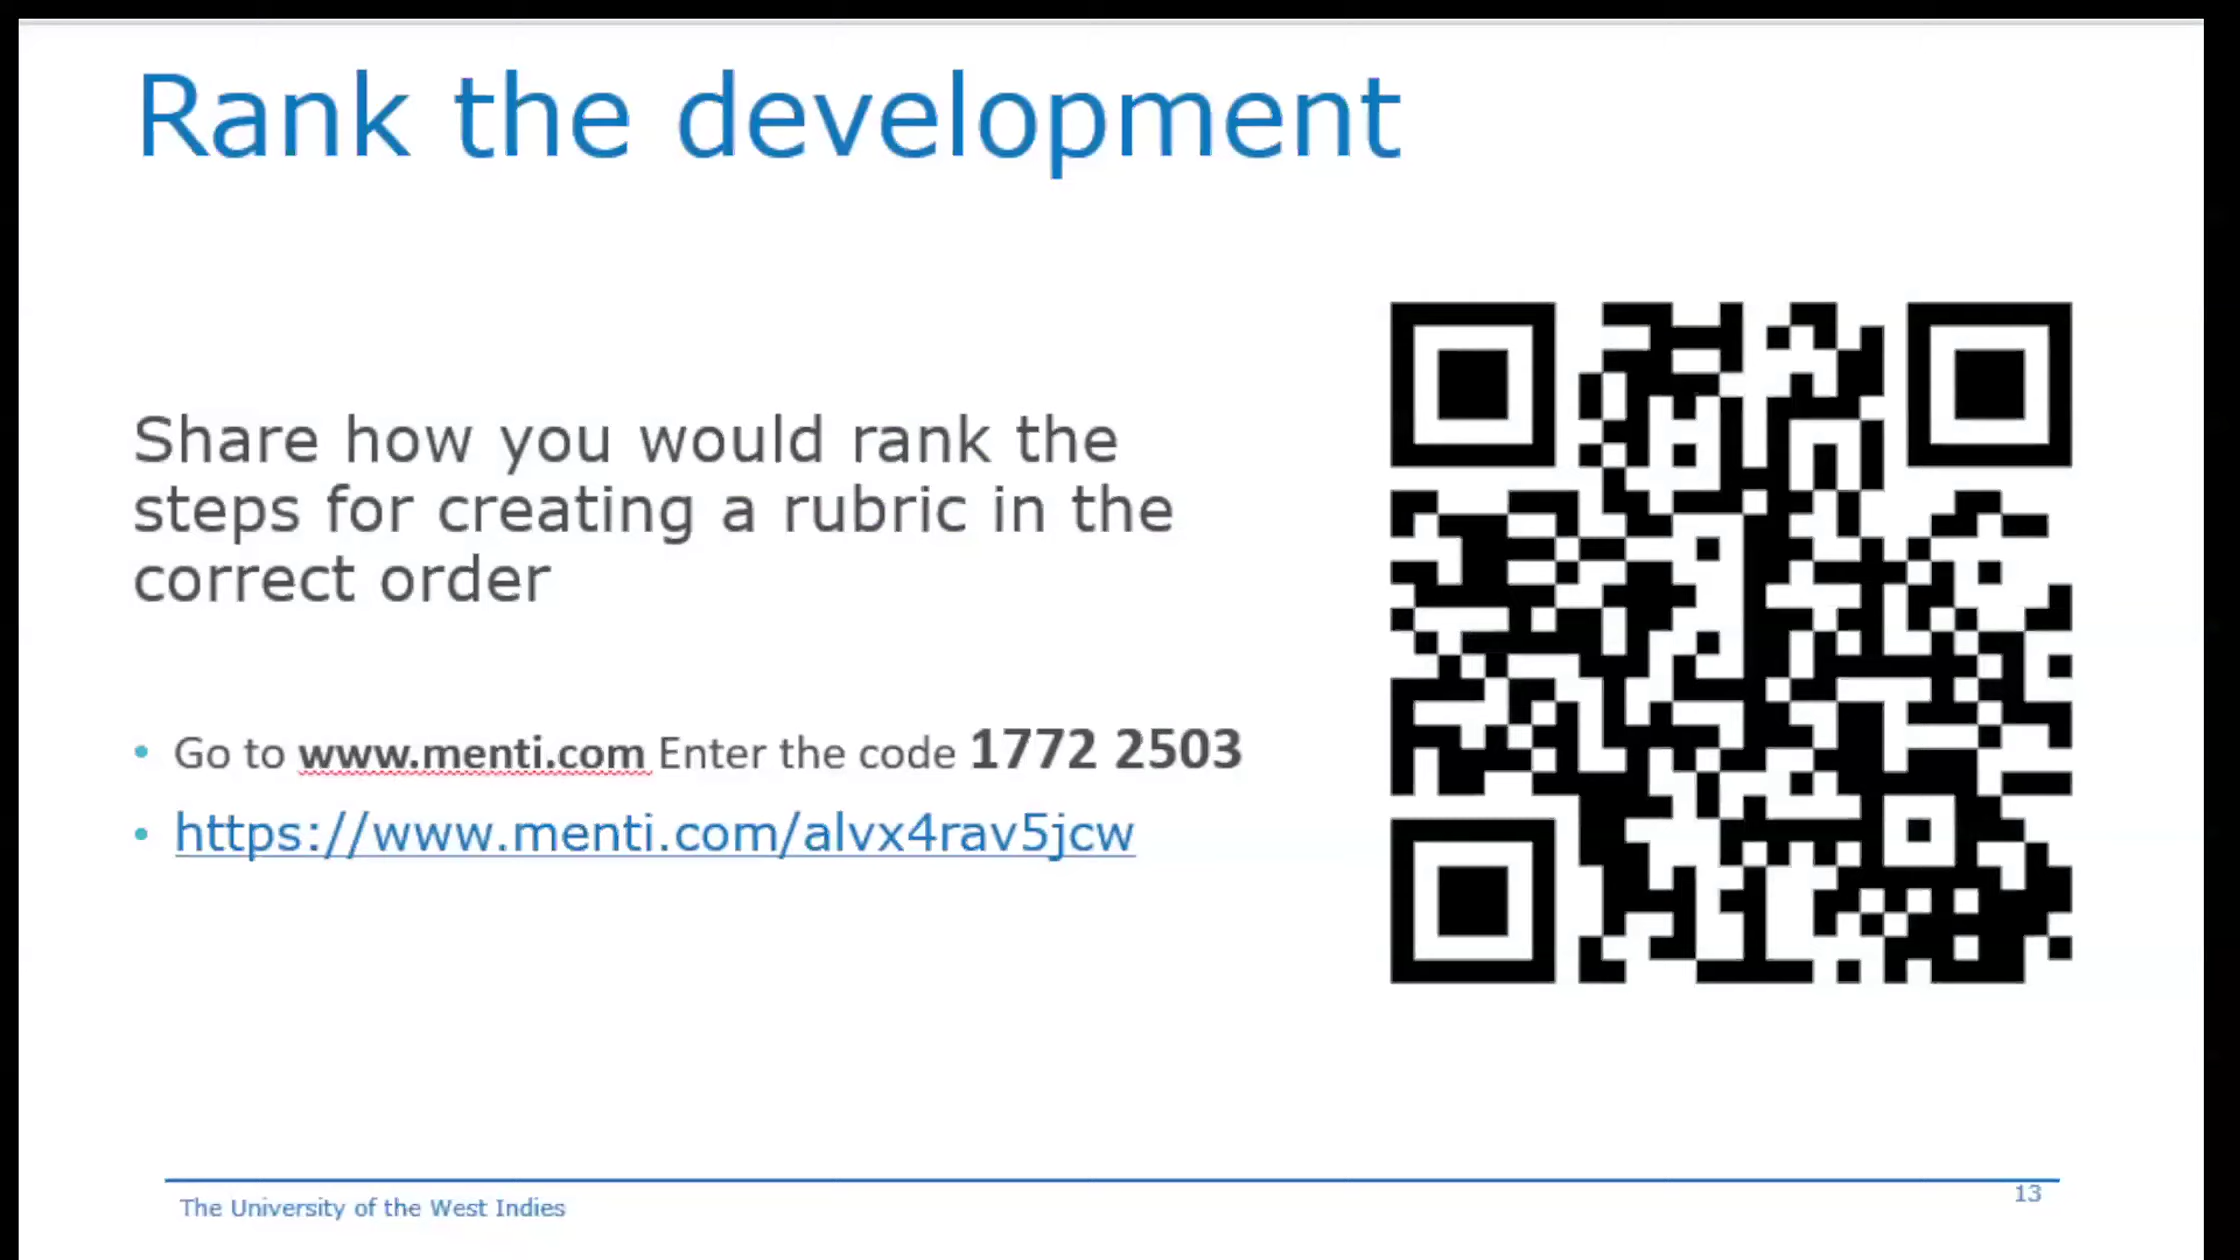 Rank the development
Share how you would rank the
steps for creating a rubric in the
correct order
• Go to www.menti.com Enter the code 1772 2503
• https://www.menti.com/alvx4rav5jcw
The University of the West Indies
13